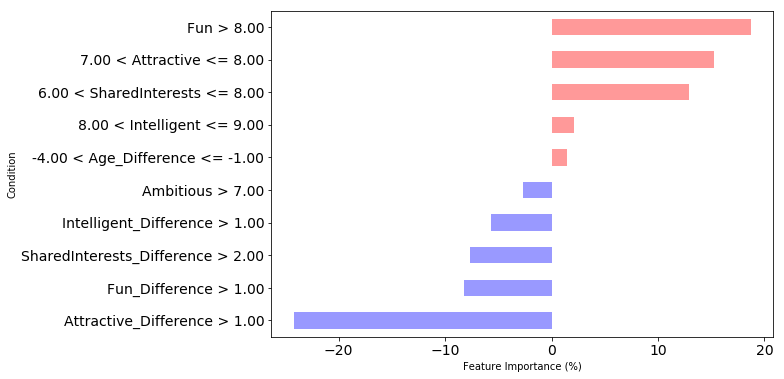 Fun > 8.00
7.00 < Attractive <= 8.00
6.00 < SharedInterests <= 8.00
8.00 < Intelligent <= 9.00
-4.00 < Age_Difference <= -1.00
Ambitious > 7.00
Intelligent_Difference > 1.00
SharedInterests_Difference > 2.00
Fun_Difference > 1.00
Attractive_Difference > 1.00
Condition
−20 −10 0 10 20
Feature Importance (%)